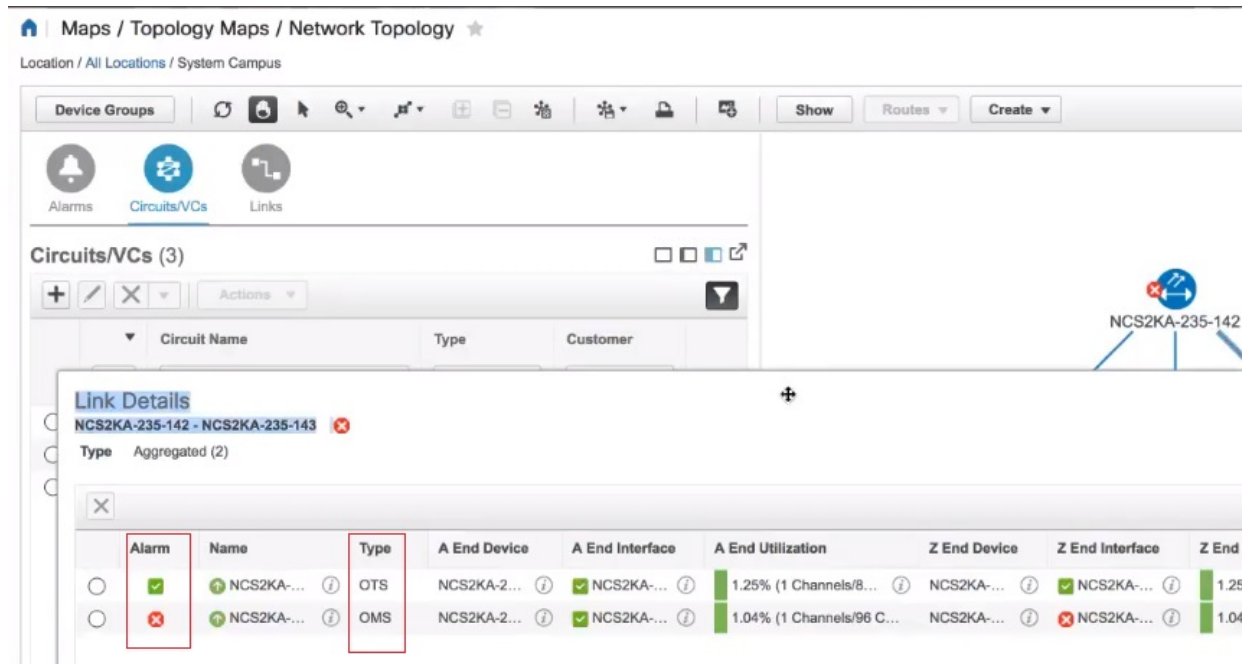 Maps / Topology Maps / Network Topology
Location / All Locations / System Campus
Device Groups Show Routes Create
Alarms Circuits/VCs Links
Circuits/VCs (3)
Actions
Circuit Name Type Customer
NCS2KA-235-142
Link Details
NCS2KA-235-142 - NCS2KA-235-143
Type Aggregated (2)
Alarm Name Type A End Device A End Interface A End Utilization Z End Device Z End Interface Z End
NCS2KA-... OTS NCS2KA-2... NCS2KA-... 1.25% (1 Channels/8... NCS2KA-... NCS2KA-... 1.25
NCS2KA-... OMS NCS2KA-2... NCS2KA-... 1.04% (1 Channels/96 C... NCS2KA-... NCS2KA-... 1.04